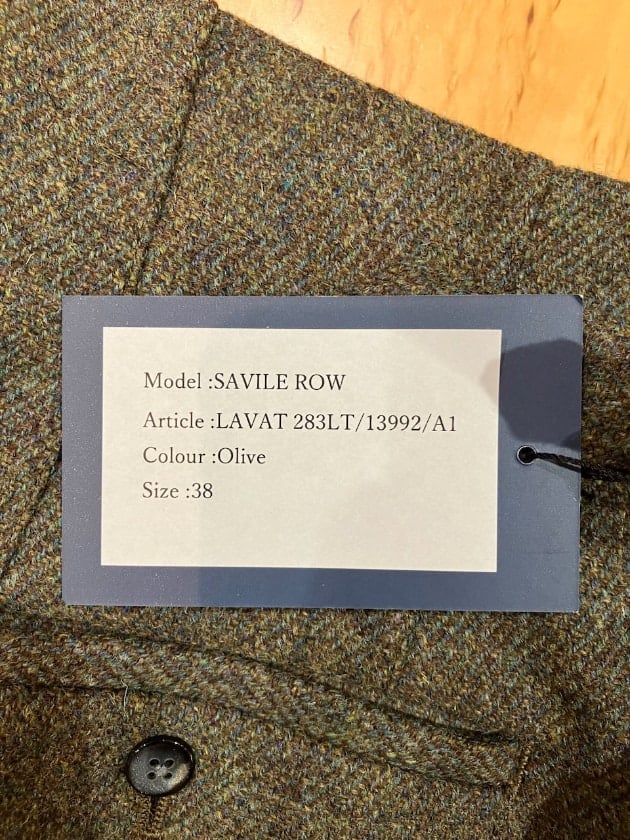 Model :SAVILE ROW
Article :LAVAT 283LT/13992/A1
Colour :Olive
Size :38